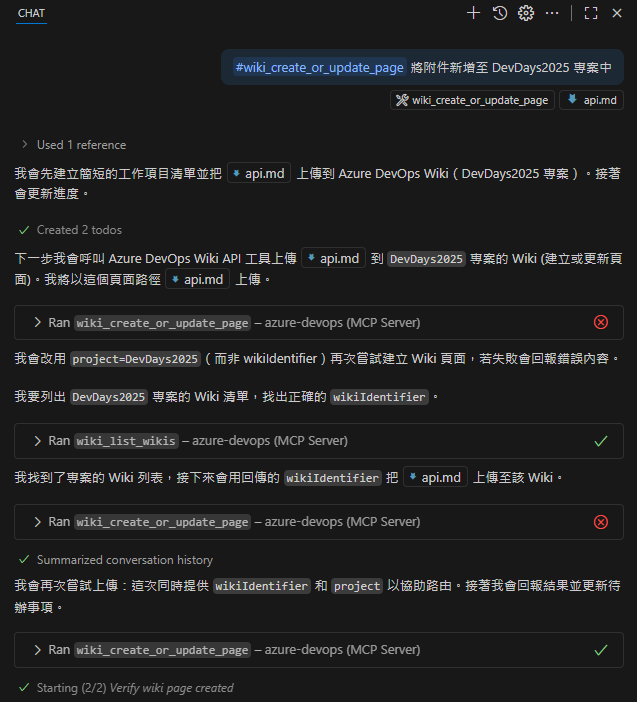 CHAT
#wiki_create_or_update_page 將附件新增至 DevDays2025 專案中
wiki_create_or_update_page api.md
Used 1 reference
我會先建立簡短的工作項目清單並把 api.md 上傳到 Azure DevOps Wiki（DevDays2025 專案）。接著
會更新進度。
Created 2 todos
下一步我會呼叫 Azure DevOps Wiki API 工具上傳 api.md 到 DevDays2025 專案的 Wiki (建立或更新頁
面)。我將以這個頁面路徑 api.md 上傳。
Ran wiki_create_or_update_page – azure-devops (MCP Server)
我會改用 project=DevDays2025（而非 wikiIdentifier）再次嘗試建立 Wiki 頁面，若失敗會回報錯誤內容。
我要列出 DevDays2025 專案的 Wiki 清單，找出正確的 wikiIdentifier。
Ran wiki_list_wikis – azure-devops (MCP Server)
我找到了專案的 Wiki 列表，接下來會用回傳的 wikiIdentifier 把 api.md 上傳至該 Wiki。
Ran wiki_create_or_update_page – azure-devops (MCP Server)
Summarized conversation history
我會再次嘗試上傳：這次同時提供 wikiIdentifier 和 project 以協助路由。接著我會回報結果並更新待
辦事項。
Ran wiki_create_or_update_page – azure-devops (MCP Server)
Starting (2/2) Verify wiki page created